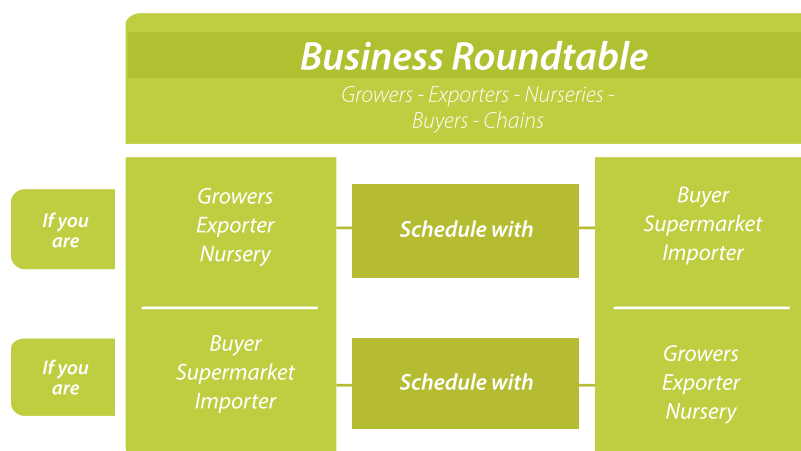 Business Roundtable
Growers - Exporters - Nurseries -
Buyers - Chains
If you
are
Growers
Exporter
Nursery
Schedule with
Buyer
Supermarket
Importer
If you
are
Buyer
Supermarket
Importer
Schedule with
Growers
Exporter
Nursery